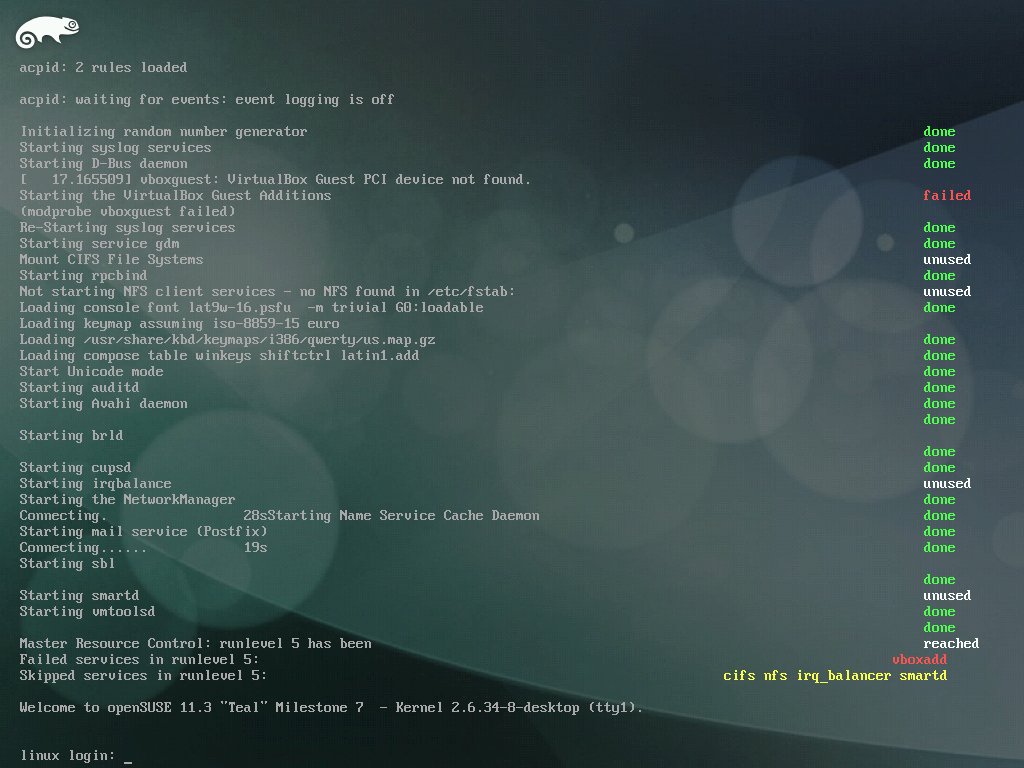 acpid: 2 rules loaded
acpid: waiting for events: event logging is off
Initializing random number generator done
Starting syslog services done
Starting D-Bus daemon done
[   17.165509] vboxguest: VirtualBox Guest PCI device not found.
Starting the VirtualBox Guest Additions failed
(modprobe vboxguest failed)
Re-Starting syslog services done
Starting service gdm done
Mount CIFS File Systems unused
Starting rpcbind done
Not starting NFS client services - no NFS found in /etc/fstab: unused
Loading console font lat9w-16.psfu  -m trivial G0:loadable done
Loading keymap assuming iso-8859-15 euro
Loading /usr/share/kbd/keymaps/i386/qwerty/us.map.gz done
Loading compose table winkeys shiftctrl latin1.add done
Start Unicode mode done
Starting auditd done
Starting Avahi daemon done
done
Starting brld
done
Starting cupsd done
Starting irqbalance unused
Starting the NetworkManager done
Connecting. 28sStarting Name Service Cache Daemon done
Starting mail service (Postfix) done
Connecting...... 19s done
Starting sbl
done
Starting smartd unused
Starting vmtoolsd done
done
Master Resource Control: runlevel 5 has been reached
Failed services in runlevel 5: vboxadd
Skipped services in runlevel 5: cifs nfs irq_balancer smartd
Welcome to openSUSE 11.3 "Teal" Milestone 7  - Kernel 2.6.34-8-desktop (tty1).
linux login: _